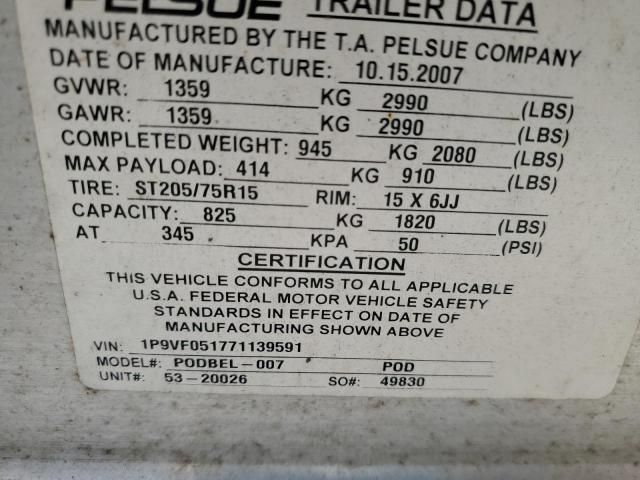 PELSUE TRAILER DATA
MANUFACTURED BY THE T.A. PELSUE COMPANY
DATE OF MANUFACTURE: 10.15.2007
GVWR: 1359 KG 2990 (LBS)
GAWR: 1359 KG 2990 (LBS)
COMPLETED WEIGHT: 945 KG 2080 (LBS)
MAX PAYLOAD: 414 KG 910 (LBS)
TIRE: ST205/75R15 RIM: 15 X 6JJ
CAPACITY: 825 KG 1820 (LBS)
AT 345 KPA 50 (PSI)
CERTIFICATION
THIS VEHICLE CONFORMS TO ALL APPLICABLE
U.S.A. FEDERAL MOTOR VEHICLE SAFETY
STANDARDS IN EFFECT ON DATE OF
MANUFACTURING SHOWN ABOVE
VIN: 1P9VF051771139591
MODEL#: PODBEL-007 POD
UNIT#: 53-20026 SO#: 49830